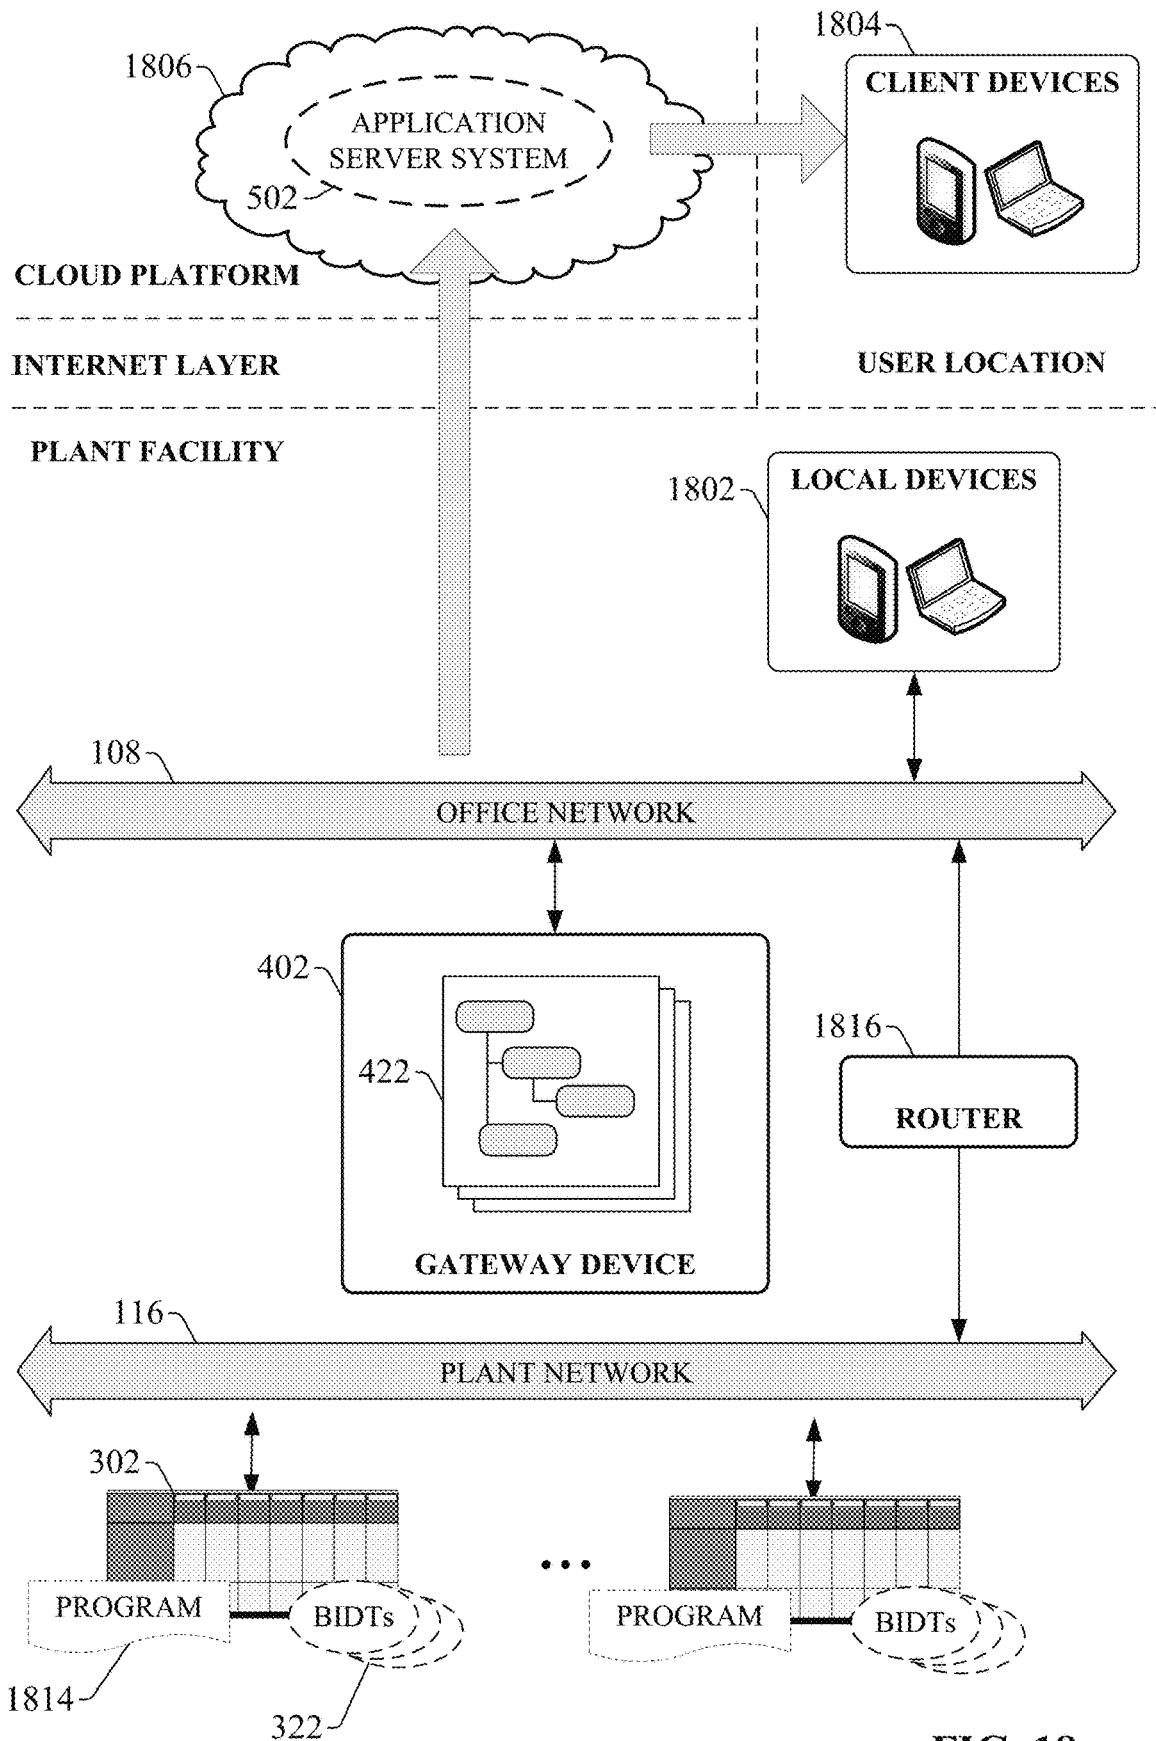 1804
1806
CLIENT DEVICES
APPLICATION
SERVER SYSTEM
502
CLOUD PLATFORM
INTERNET LAYER
USER LOCATION
PLANT FACILITY
LOCAL DEVICES
1802
108
OFFICE NETWORK
402
1816
422
ROUTER
GATEWAY DEVICE
116
PLANT NETWORK
302
PROGRAM
BIDTs
PROGRAM
BIDTs
1814
322